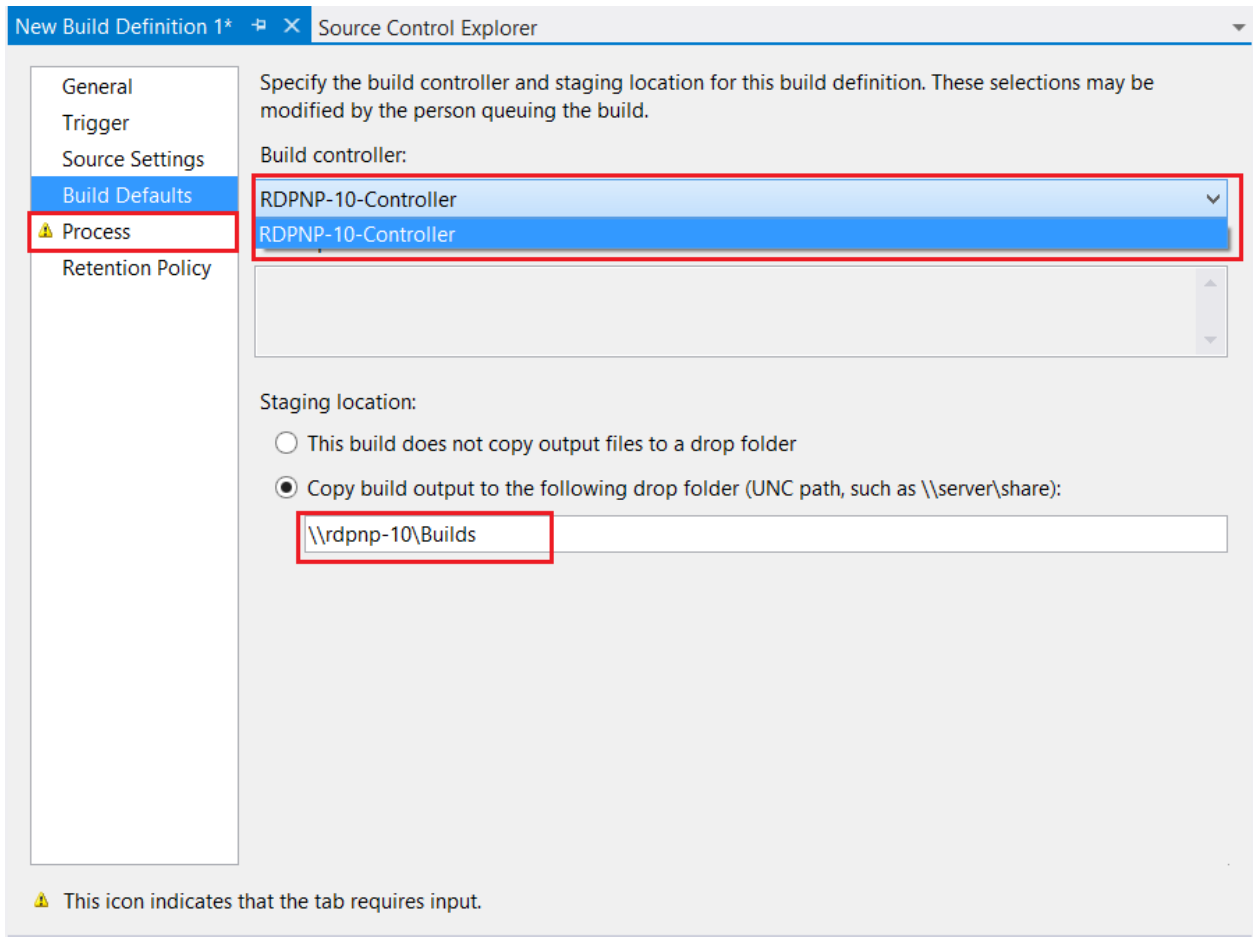 New Build Definition 1*
Source Control Explorer
General
Trigger
Source Settings
Build Defaults
Process
Retention Policy
Specify the build controller and staging location for this build definition. These selections may be
modified by the person queuing the build.
Build controller:
RDPNP-10-Controller
RDPNP-10-Controller
Staging location:
This build does not copy output files to a drop folder
Copy build output to the following drop folder (UNC path, such as \\server\share):
\\rdpnp-10\Builds
This icon indicates that the tab requires input.